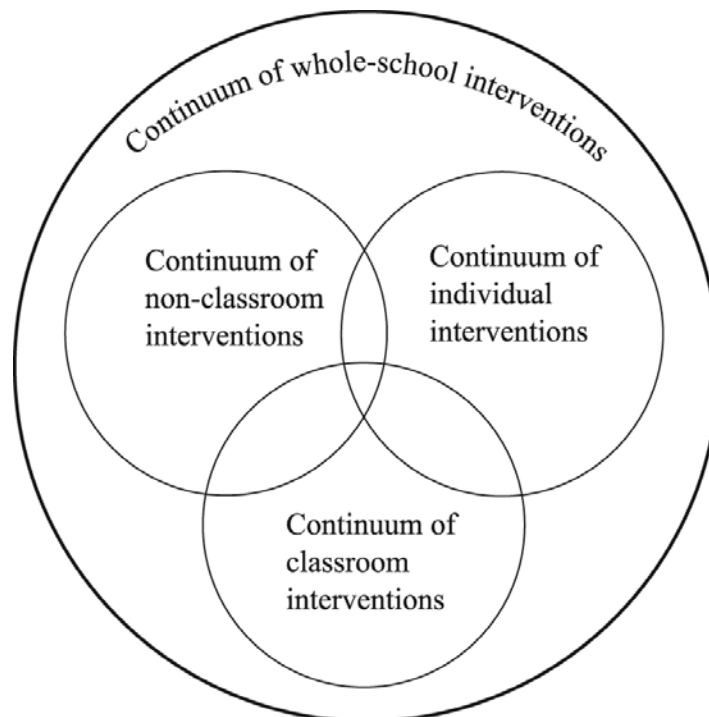 Continuum of whole-school interventions
Continuum of
non-classroom
interventions
Continuum of
individual
interventions
Continuum of
classroom
interventions